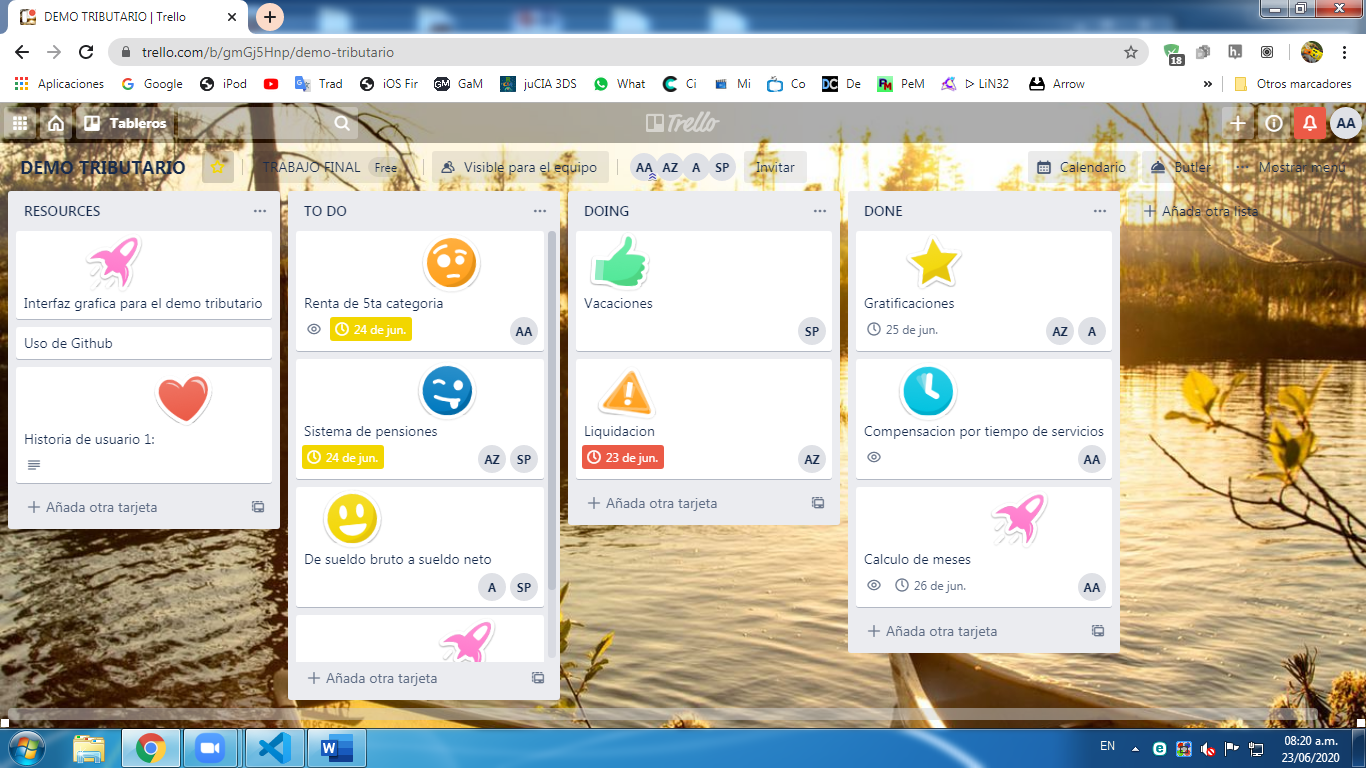 DEMO TRIBUTARIO | Trello
trello.com/b/gmGj5Hnp/demo-tributario
18
Aplicaciones Google iPod Trad iOS Fir GaM juCIA 3DS What Ci Mi Co De PeM ▷ LiN32 Arrow » Otros marcadores
Tableros Trello AA
DEMO TRIBUTARIO TRABAJO FINAL Free Visible para el equipo AA AZ A SP Invitar Calendario Butler Mostrar menú
RESOURCES
Interfaz grafica para el demo tributario
Uso de Github
Historia de usuario 1:
Añada otra tarjeta
TO DO
Renta de 5ta categoria
24 de jun. AA
Sistema de pensiones
24 de jun. AZ SP
De sueldo bruto a sueldo neto
A SP
Añada otra tarjeta
DOING
Vacaciones
SP
Liquidacion
23 de jun. AZ
Añada otra tarjeta
DONE
Gratificaciones
25 de jun. AZ A
Compensacion por tiempo de servicios
AA
Calculo de meses
26 de jun. AA
Añada otra tarjeta
Añada otra lista
EN 08:20 a.m.
23/06/2020